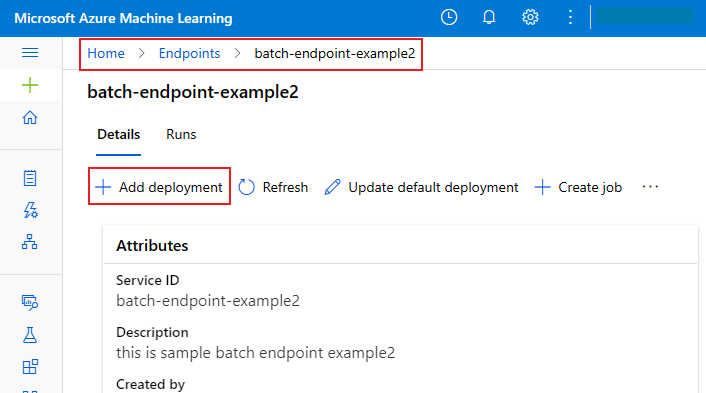 Microsoft Azure Machine Learning
Home > Endpoints > batch-endpoint-example2
batch-endpoint-example2
Details Runs
Add deployment Refresh Update default deployment Create job ...
Attributes
Service ID
batch-endpoint-example2
Description
this is sample batch endpoint example2
Created by